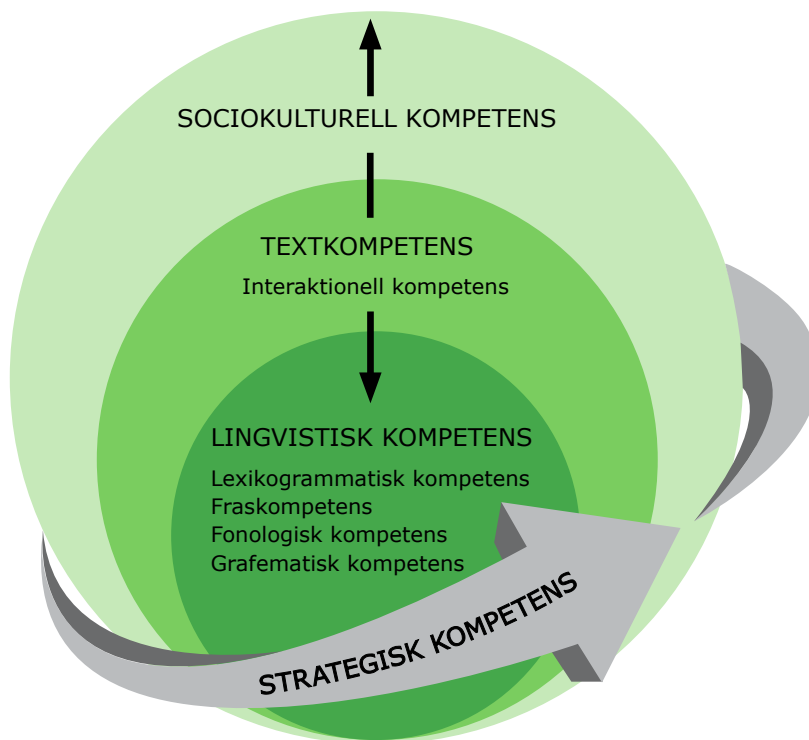 SOCIOKULTURELL KOMPETENS
TEXTKOMPETENS
Interaktionell kompetens
LINGVISTISK KOMPETENS
Lexikogrammatisk kompetens
Fraskompetens
Fonologisk kompetens
Grafematisk kompetens
STRATEGISK KOMPETENS